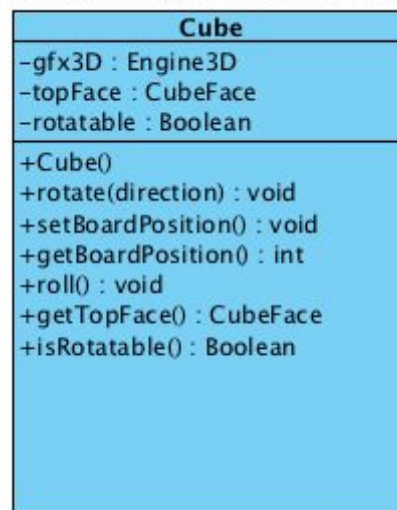 Cube
-gfx3D : Engine3D
-topFace : CubeFace
-rotatable : Boolean
+Cube()
+rotate(direction) : void
+setBoardPosition() : void
+getBoardPosition() : int
+roll() : void
+getTopFace() : CubeFace
+isRotatable() : Boolean